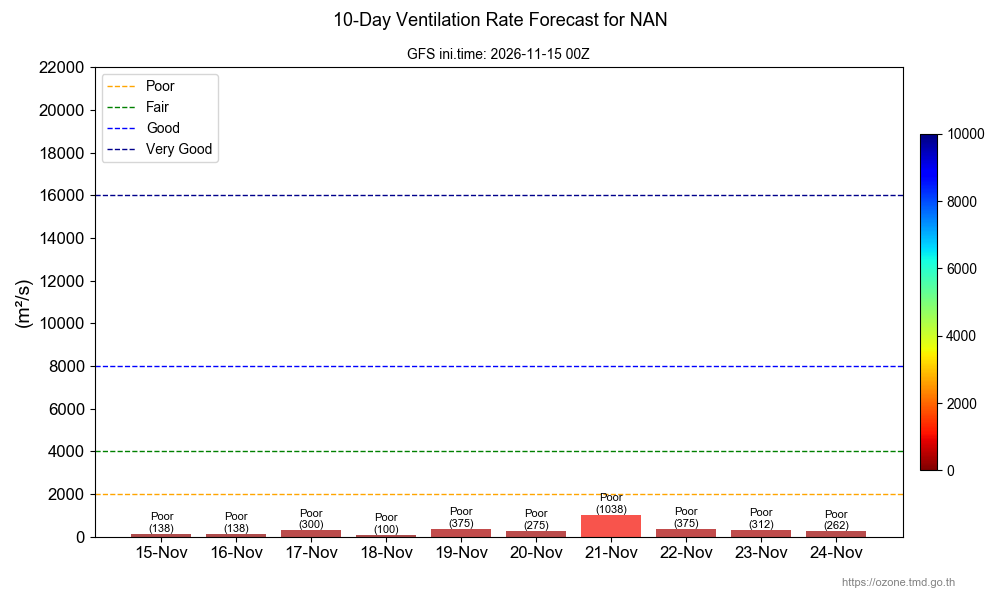 10-Day Ventilation Rate Forecast for NAN
GFS ini.time: 2026-11-15 00Z
(m²/s)
22000
20000
18000
16000
14000
12000
10000
8000
6000
4000
2000
0
Poor
Fair
Good
Very Good
Poor
(138)
Poor
(138)
Poor
(300)
Poor
(100)
Poor
(375)
Poor
(275)
Poor
(1038)
Poor
(375)
Poor
(312)
Poor
(262)
15-Nov 16-Nov 17-Nov 18-Nov 19-Nov 20-Nov 21-Nov 22-Nov 23-Nov 24-Nov
10000
8000
6000
4000
2000
0
https://ozone.tmd.go.th